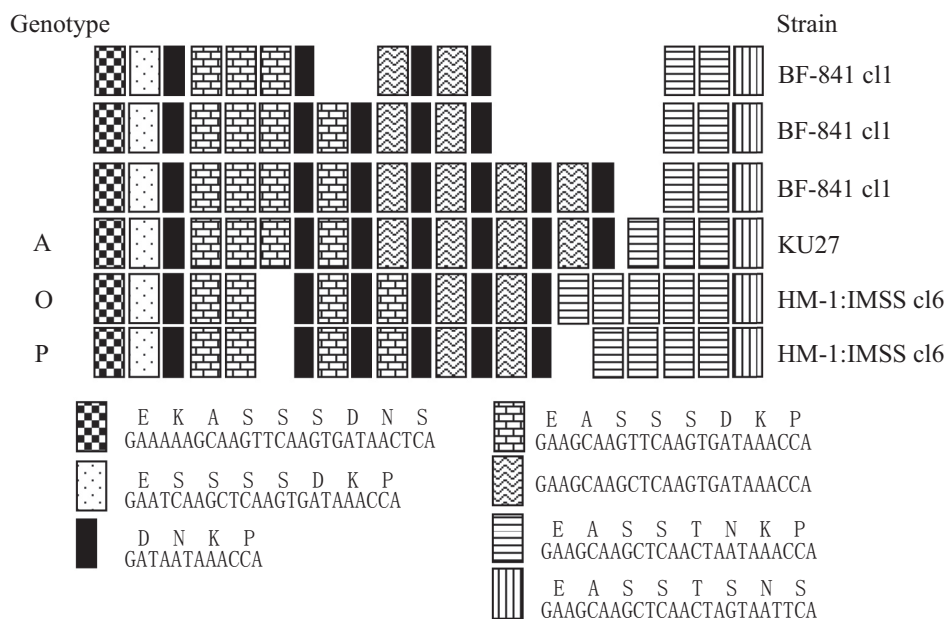 Genotype Strain
BF-841 cl1
BF-841 cl1
BF-841 cl1
A KU27
O HM-1:IMSS cl6
P HM-1:IMSS cl6
E K A S S S D N S
GAAAAAGCAAGTTCAAGTGATAACTCA
E S S S S D K P
GAATCAAGCTCAAGTGATAAACCA
D N K P
GATAATAAACCA
E A S S S D K P
GAAGCAAGTTCAAGTGATAAACCA
GAAGCAAGCTCAAGTGATAAACCA
E A S S T N K P
GAAGCAAGCTCAACTAATAAACCA
E A S S T S N S
GAAGCAAGCTCAACTAGTAATTCA